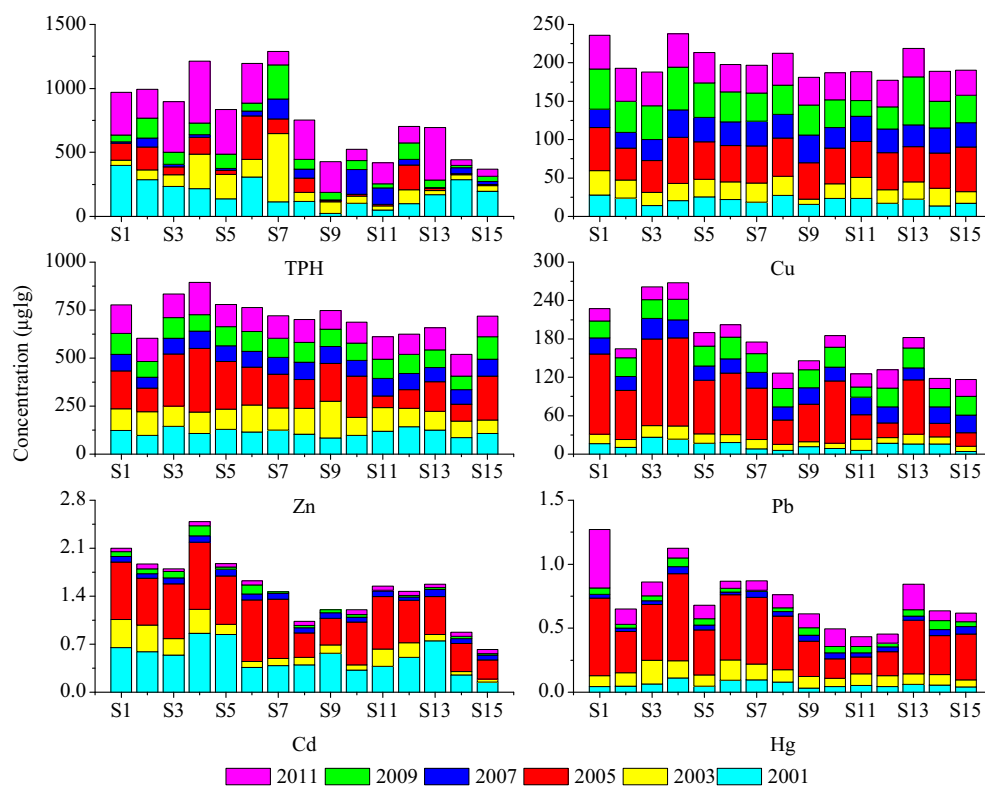 1500
1000
500
0
S1 S3 S5 S7 S9 S11 S13 S15
TPH
250
200
150
100
50
0
S1 S3 S5 S7 S9 S11 S13 S15
Cu
Concentration (μglg)
1000
750
500
250
0
S1 S3 S5 S7 S9 S11 S13 S15
Zn
300
240
180
120
60
0
S1 S3 S5 S7 S9 S11 S13 S15
Pb
2.8
2.1
1.4
0.7
0.0
S1 S3 S5 S7 S9 S11 S13 S15
Cd
1.5
1.0
0.5
0.0
S1 S3 S5 S7 S9 S11 S13 S15
Hg
2011 2009 2007 2005 2003 2001